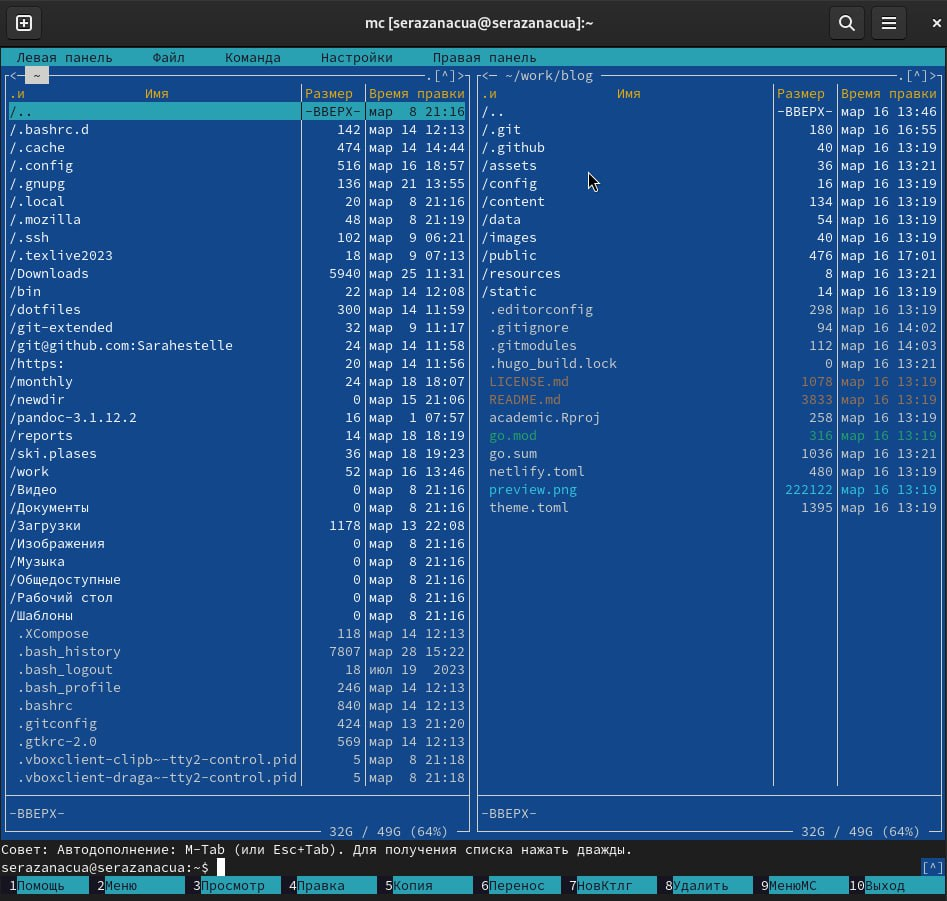 mc [serazanacua@serazanacua]:~
Левая панель Файл Команда Настройки Правая панель
<─ ~ .[^]>
.и Имя Размер Время правки
/.. -ВВЕРХ- мар 8 21:16
/.bashrc.d 142 мар 14 12:13
/.cache 474 мар 14 14:44
/.config 516 мар 16 18:57
/.gnupg 136 мар 21 13:55
/.local 20 мар 8 21:16
/.mozilla 48 мар 8 21:19
/.ssh 102 мар 9 06:21
/.texlive2023 18 мар 9 07:13
/Downloads 5940 мар 25 11:31
/bin 22 мар 14 12:08
/dotfiles 300 мар 14 11:59
/git-extended 32 мар 9 11:17
/git@github.com:Sarahestelle 24 мар 14 11:58
/https: 20 мар 14 11:56
/monthly 24 мар 18 18:07
/newdir 0 мар 15 21:06
/pandoc-3.1.12.2 16 мар 1 07:57
/reports 14 мар 18 18:19
/ski.plases 36 мар 18 19:23
/work 52 мар 16 13:46
/Видео 0 мар 8 21:16
/Документы 0 мар 8 21:16
/Загрузки 1178 мар 13 22:08
/Изображения 0 мар 8 21:16
/Музыка 0 мар 8 21:16
/Общедоступные 0 мар 8 21:16
/Рабочий стол 0 мар 8 21:16
/Шаблоны 0 мар 8 21:16
.XCompose 118 мар 14 12:13
.bash_history 7807 мар 28 15:22
.bash_logout 18 июл 19 2023
.bash_profile 246 мар 14 12:13
.bashrc 840 мар 14 12:13
.gitconfig 424 мар 13 21:20
.gtkrc-2.0 569 мар 14 12:13
.vboxclient-clipb~-tty2-control.pid 5 мар 8 21:18
.vboxclient-draga~-tty2-control.pid 5 мар 8 21:18
-ВВЕРХ-
32G / 49G (64%)
<─ ~/work/blog .[^]>
.и Имя Размер Время правки
/.. -ВВЕРХ- мар 16 13:46
/.git 180 мар 16 16:55
/.github 40 мар 16 13:19
/assets 36 мар 16 13:21
/config 16 мар 16 13:19
/content 134 мар 16 13:19
/data 54 мар 16 13:19
/images 40 мар 16 13:19
/public 476 мар 16 17:01
/resources 8 мар 16 13:21
/static 14 мар 16 13:19
.editorconfig 298 мар 16 13:19
.gitignore 94 мар 16 14:02
.gitmodules 112 мар 16 14:03
.hugo_build.lock 0 мар 16 13:21
LICENSE.md 1078 мар 16 13:19
README.md 3833 мар 16 13:19
academic.Rproj 258 мар 16 13:19
go.mod 316 мар 16 13:19
go.sum 1036 мар 16 13:21
netlify.toml 480 мар 16 13:19
preview.png 222122 мар 16 13:19
theme.toml 1395 мар 16 13:19
-ВВЕРХ-
32G / 49G (64%)
Совет: Автодополнение: M-Tab (или Esc+Tab). Для получения списка нажать дважды.
serazanacua@serazanacua:~$ [^]
1Помощь 2Меню 3Просмотр 4Правка 5Копия 6Перенос 7НовКтлг 8Удалить 9МенюМС 10Выход